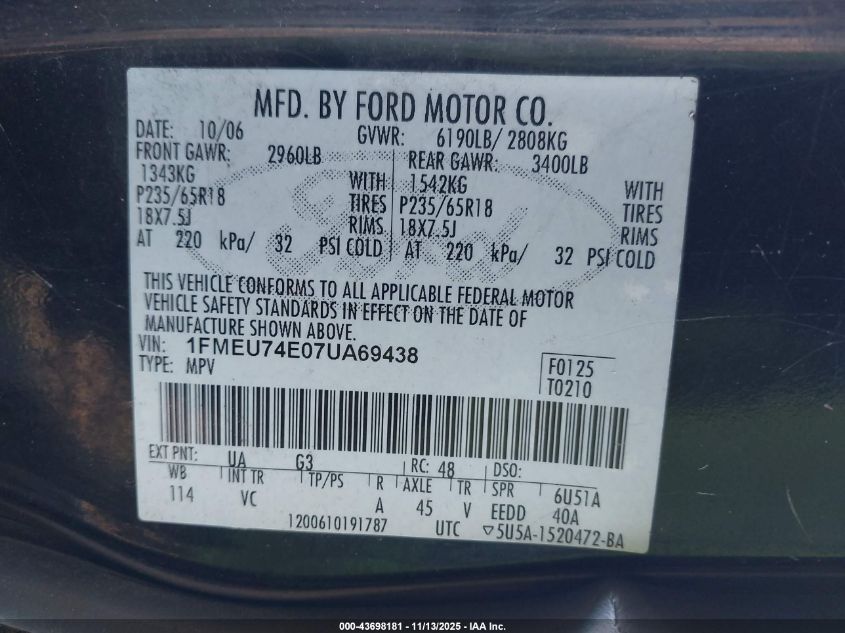 MFD. BY FORD MOTOR CO.
DATE: 10/06 GVWR: 6190LB/ 2808KG
FRONT GAWR: 2960LB REAR GAWR: 3400LB
1343KG WITH 1542KG WITH
P235/65R18 TIRES P235/65R18 TIRES
18X7.5J RIMS 18X7.5J RIMS
AT 220 kPa/ 32 PSI COLD AT 220 kPa/ 32 PSI COLD
Ford
THIS VEHICLE CONFORMS TO ALL APPLICABLE FEDERAL MOTOR
VEHICLE SAFETY STANDARDS IN EFFECT ON THE DATE OF
MANUFACTURE SHOWN ABOVE.
VIN: 1FMEU74E07UA69438
TYPE: MPV
F0125
T0210
EXT PNT: UA G3 RC: 48 DSO:
WB INT TR TP/PS R AXLE TR SPR 6U51A
114 VC A 45 V EEDD 40A
1200610191787 UTC ▽5U5A-1520472-BA
000-43698181 - 11/13/2025 - IAA Inc.